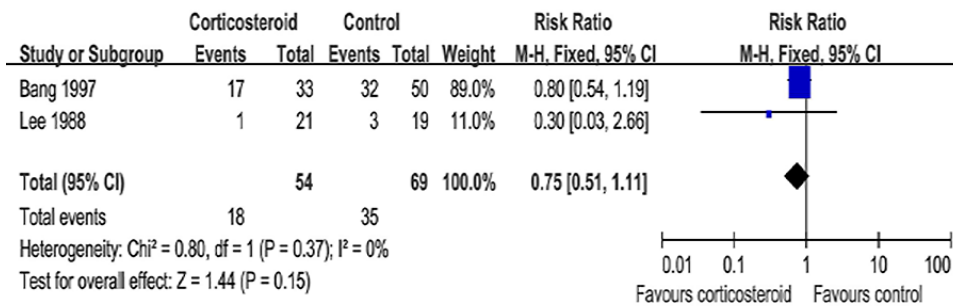 Corticosteroid Control Risk Ratio Risk Ratio
Study or Subgroup Events Total Events Total Weight M-H, Fixed, 95% CI M-H, Fixed, 95% CI
Bang 1997 17 33 32 50 89.0% 0.80 [0.54, 1.19]
Lee 1988 1 21 3 19 11.0% 0.30 [0.03, 2.66]
Total (95% CI) 54 69 100.0% 0.75 [0.51, 1.11]
Total events 18 35
Heterogeneity: Chi² = 0.80, df = 1 (P = 0.37); I² = 0%
Test for overall effect: Z = 1.44 (P = 0.15)
0.01 0.1 1 10 100
Favours corticosteroid Favours control